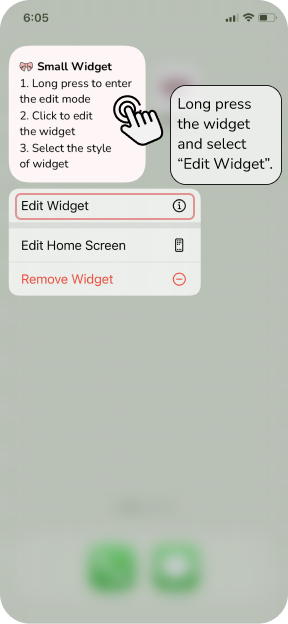 6:05
Small Widget
1. Long press to enter
the edit mode
2. Click to edit
the widget
3. Select the style
of widget
Long press
the widget
and select
“Edit Widget”.
Edit Widget
Edit Home Screen
Remove Widget